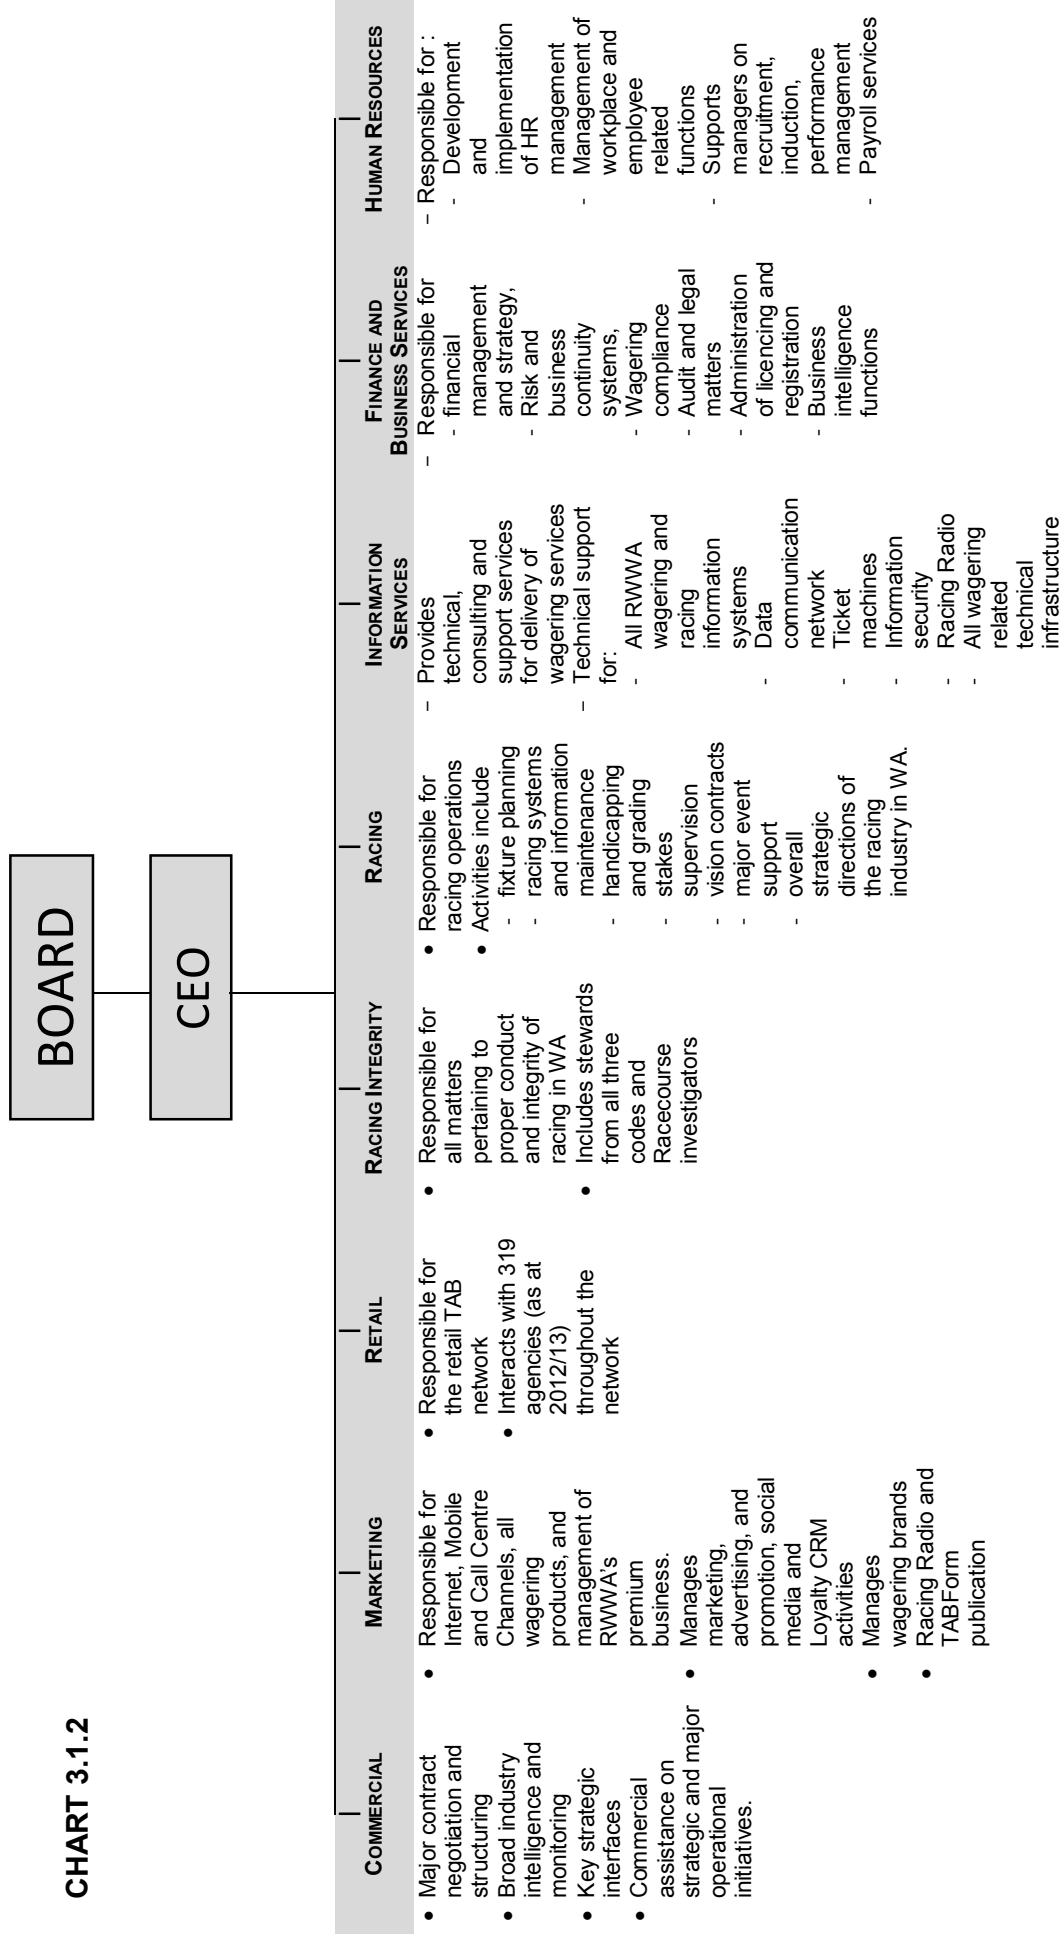 CHART 3.1.2
BOARD
CEO
COMMERCIAL
• Major contract
negotiation and
structuring
• Broad industry
intelligence and
monitoring
• Key strategic
interfaces
• Commercial
assistance on
strategic and major
operational
initiatives.
MARKETING
• Responsible for
Internet, Mobile
and Call Centre
Channels, all
wagering
products, and
management of
RWWA's
premium
business.
• Manages
marketing,
advertising, and
promotion, social
media and
Loyalty CRM
activities
• Manages
wagering brands
• Racing Radio and
TABForm
publication
RETAIL
• Responsible for
the retail TAB
network
• Interacts with 319
agencies (as at
2012/13)
throughout the
network
RACING INTEGRITY
• Responsible for
all matters
pertaining to
proper conduct
and integrity of
racing in WA
• Includes stewards
from all three
codes and
Racecourse
investigators
RACING
• Responsible for
racing operations
• Activities include
- fixture planning
- racing systems
and information
maintenance
- handicapping
and grading
- stakes
supervision
- vision contracts
- major event
support
- overall
strategic
directions of
the racing
industry in WA.
INFORMATION
SERVICES
– Provides
technical,
consulting and
support services
for delivery of
wagering services
– Technical support
for:
- All RWWA
wagering and
racing
information
systems
- Data
communication
network
- Ticket
machines
- Information
security
- Racing Radio
- All wagering
related
technical
infrastructure
FINANCE AND
BUSINESS SERVICES
– Responsible for
- financial
management
and strategy,
- Risk and
business
continuity
systems,
- Wagering
compliance
- Audit and legal
matters
- Administration
of licencing and
registration
- Business
intelligence
functions
HUMAN RESOURCES
– Responsible for :
- Development
and
implementation
of HR
management
- Management of
workplace and
employee
related
functions
- Supports
managers on
recruitment,
induction,
performance
management
- Payroll services